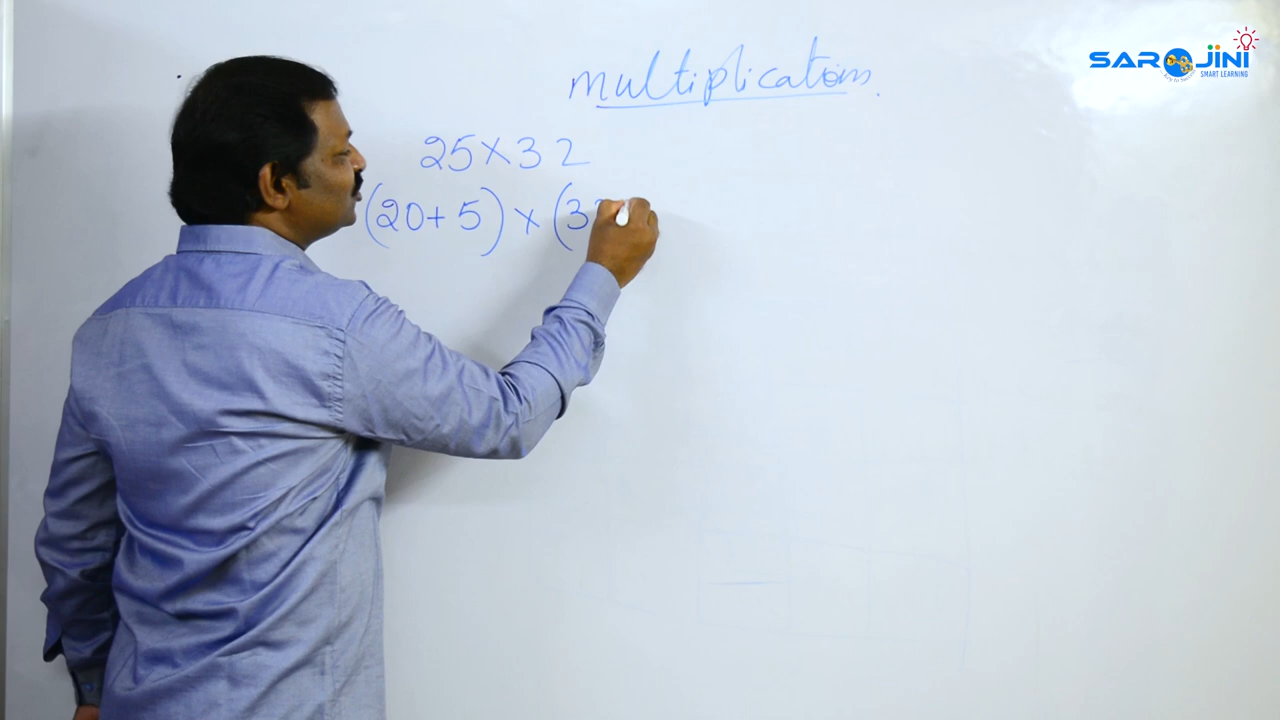 SAROJINI
SMART LEARNING
multiplications.
25×32
(20+5)×(3